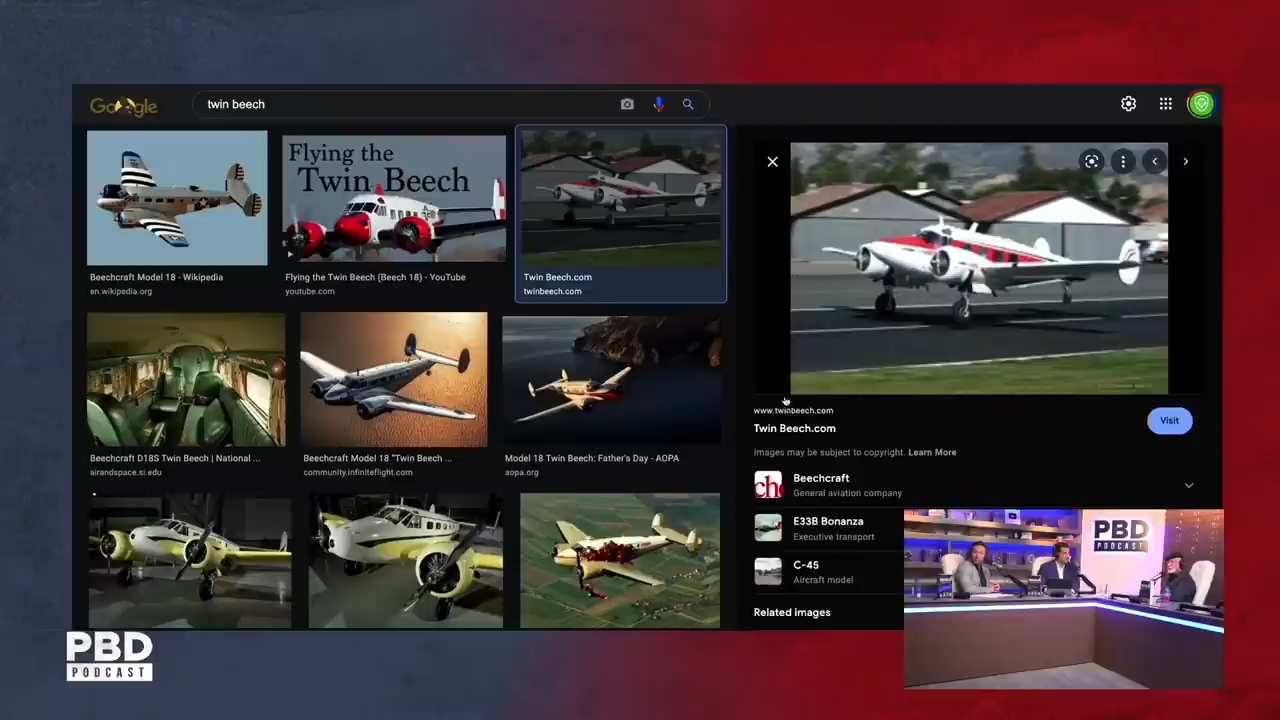 Google
twin beech
Flying the
Twin Beech
Beechcraft Model 18 - Wikipedia
en.wikipedia.org
Flying the Twin Beech (Beech 18) - YouTube
youtube.com
Twin Beech.com
twinbeech.com
Beechcraft D18S Twin Beech | National ...
airandspace.si.edu
Beechcraft Model 18 "Twin Beech ...
community.infiniteflight.com
Model 18 Twin Beech: Father's Day - AOPA
aopa.org
www.twinbeech.com
Twin Beech.com
Visit
Images may be subject to copyright. Learn More
Beechcraft
General aviation company
E33B Bonanza
Executive transport
C-45
Aircraft model
Related images
PBD
PODCAST
PBD
PODCAST